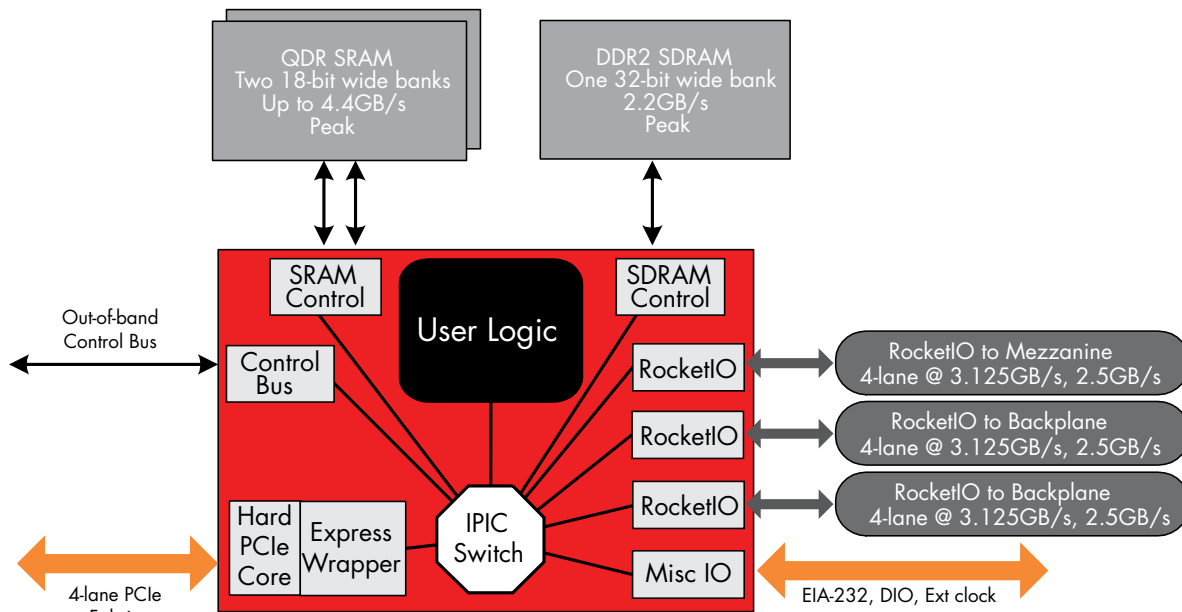 QDR SRAM
Two 18-bit wide banks
Up to 4.4GB/s
Peak
DDR2 SDRAM
One 32-bit wide bank
2.2GB/s
Peak
SRAM
Control
User Logic
SDRAM
Control
Out-of-band
Control Bus
Control
Bus
RocketIO
RocketIO to Mezzanine
4-lane @ 3.125GB/s, 2.5GB/s
RocketIO
RocketIO to Backplane
4-lane @ 3.125GB/s, 2.5GB/s
RocketIO
RocketIO to Backplane
4-lane @ 3.125GB/s, 2.5GB/s
Hard
PCIe
Core
Express
Wrapper
IPIC
Switch
Misc IO
4-lane PCIe
EIA-232, DIO, Ext clock